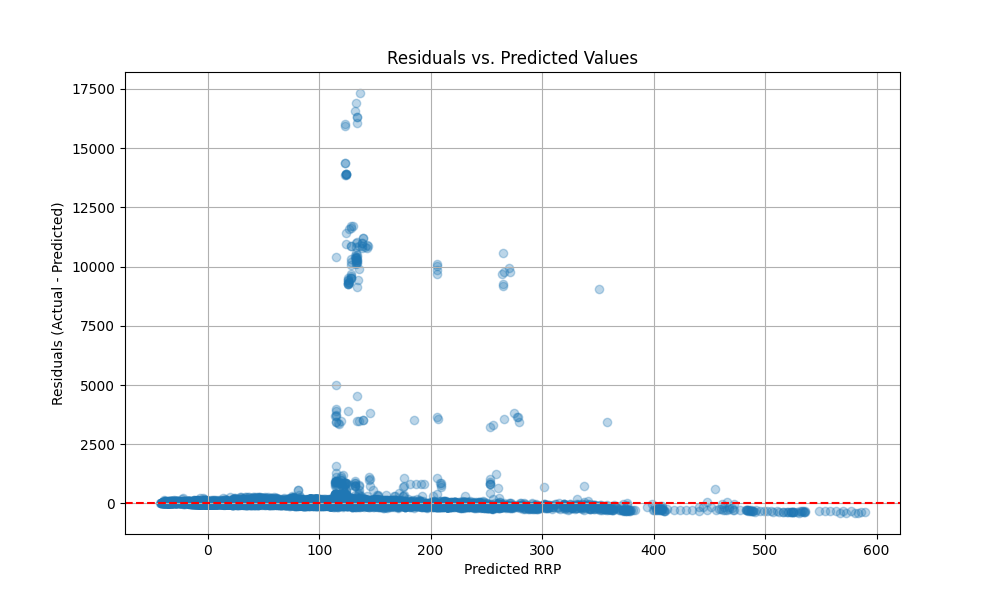 Residuals vs. Predicted Values
Residuals (Actual - Predicted)
17500
15000
12500
10000
7500
5000
2500
0
0 100 200 300 400 500 600
Predicted RRP